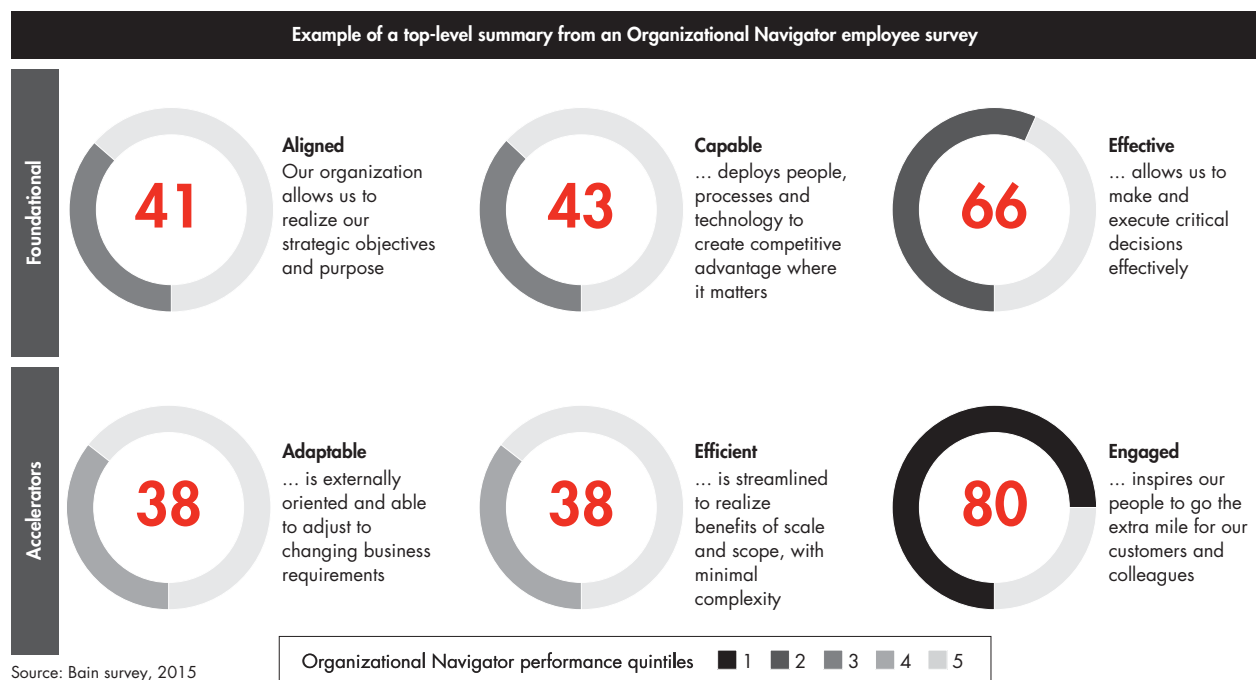 Example of a top-level summary from an Organizational Navigator employee survey
Foundational
41
Aligned
Our organization
allows us to
realize our
strategic objectives
and purpose
43
Capable
... deploys people,
processes and
technology to
create competitive
advantage where
it matters
66
Effective
... allows us to
make and
execute critical
decisions
effectively
Accelerators
38
Adaptable
... is externally
oriented and able
to adjust to
changing business
requirements
38
Efficient
... is streamlined
to realize
benefits of scale
and scope, with
minimal
complexity
80
Engaged
... inspires our
people to go the
extra mile for our
customers and
colleagues
Organizational Navigator performance quintiles 1 2 3 4 5
Source: Bain survey, 2015